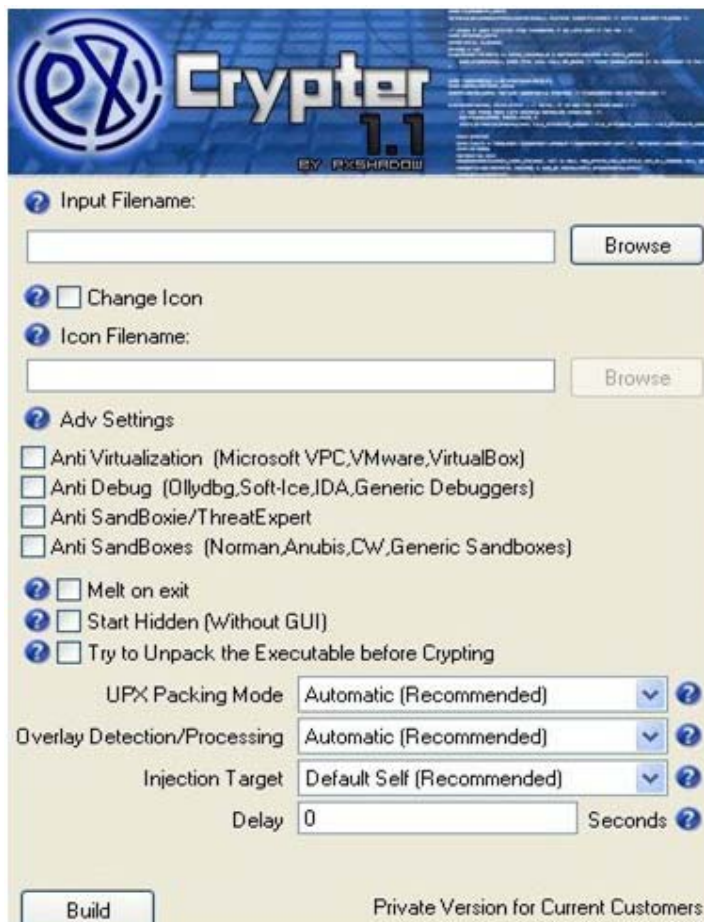 PX Crypter
1.1
BY PXSHADOW
Input Filename:
Browse
Change Icon
Icon Filename:
Browse
Adv Settings
Anti Virtualization (Microsoft VPC,VMware,VirtualBox)
Anti Debug (Ollydbg,Soft-Ice,IDA,Generic Debuggers)
Anti SandBoxie/ThreatExpert
Anti SandBoxes (Norman,Anubis,CW,Generic Sandboxes)
Melt on exit
Start Hidden (Without GUI)
Try to Unpack the Executable before Crypting
UPX Packing Mode Automatic (Recommended)
Overlay Detection/Processing Automatic (Recommended)
Injection Target Default Self (Recommended)
Delay 0 Seconds
Build Private Version for Current Customers